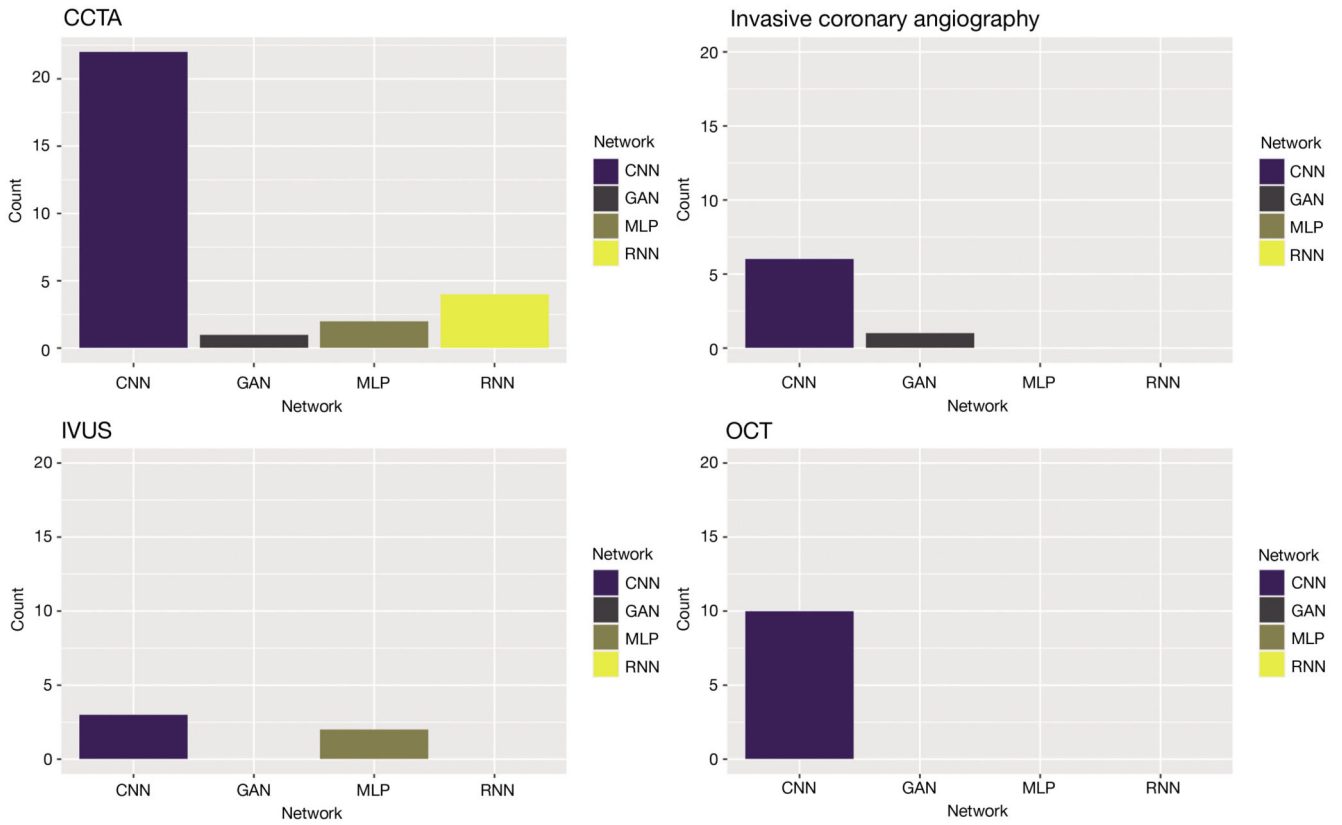 CCTA
20
15
10
5
0
Count
CNN
GAN
MLP
RNN
Network
Network
CNN
GAN
MLP
RNN
Invasive coronary angiography
20
15
10
5
0
Count
CNN
GAN
MLP
RNN
Network
Network
CNN
GAN
MLP
RNN
IVUS
20
15
10
5
0
Count
CNN
GAN
MLP
RNN
Network
Network
CNN
GAN
MLP
RNN
OCT
20
15
10
5
0
Count
CNN
GAN
MLP
RNN
Network
Network
CNN
GAN
MLP
RNN